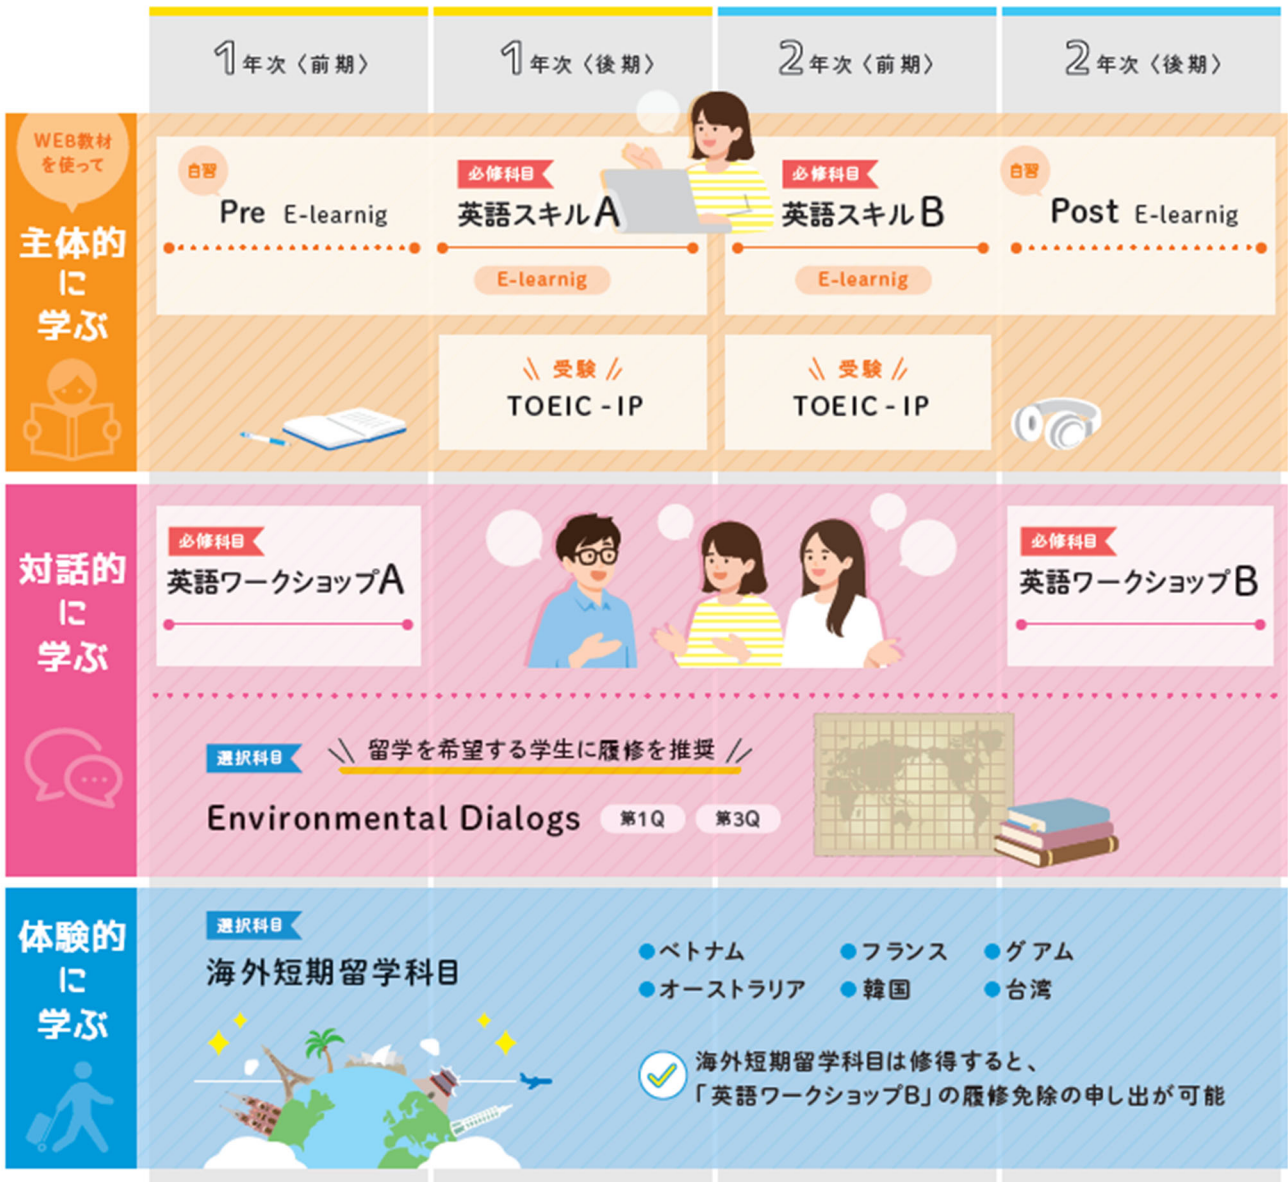 1年次〈前期〉
1年次〈後期〉
2年次〈前期〉
2年次〈後期〉
WEB教材
を使って
主体的
に
学ぶ
自習
Pre E-learnig
必修科目
英語スキルA
E-learnig
必修科目
英語スキルB
E-learnig
自習
Post E-learnig
受験
TOEIC-IP
受験
TOEIC-IP
対話的
に
学ぶ
必修科目
英語ワークショップA
必修科目
英語ワークショップB
選択科目
留学を希望する学生に履修を推奨
Environmental Dialogs 第1Q 第3Q
体験的
に
学ぶ
選択科目
海外短期留学科目
●ベトナム ●フランス ●グアム
●オーストラリア ●韓国 ●台湾
海外短期留学科目は修得すると、
「英語ワークショップB」の履修免除の申し出が可能